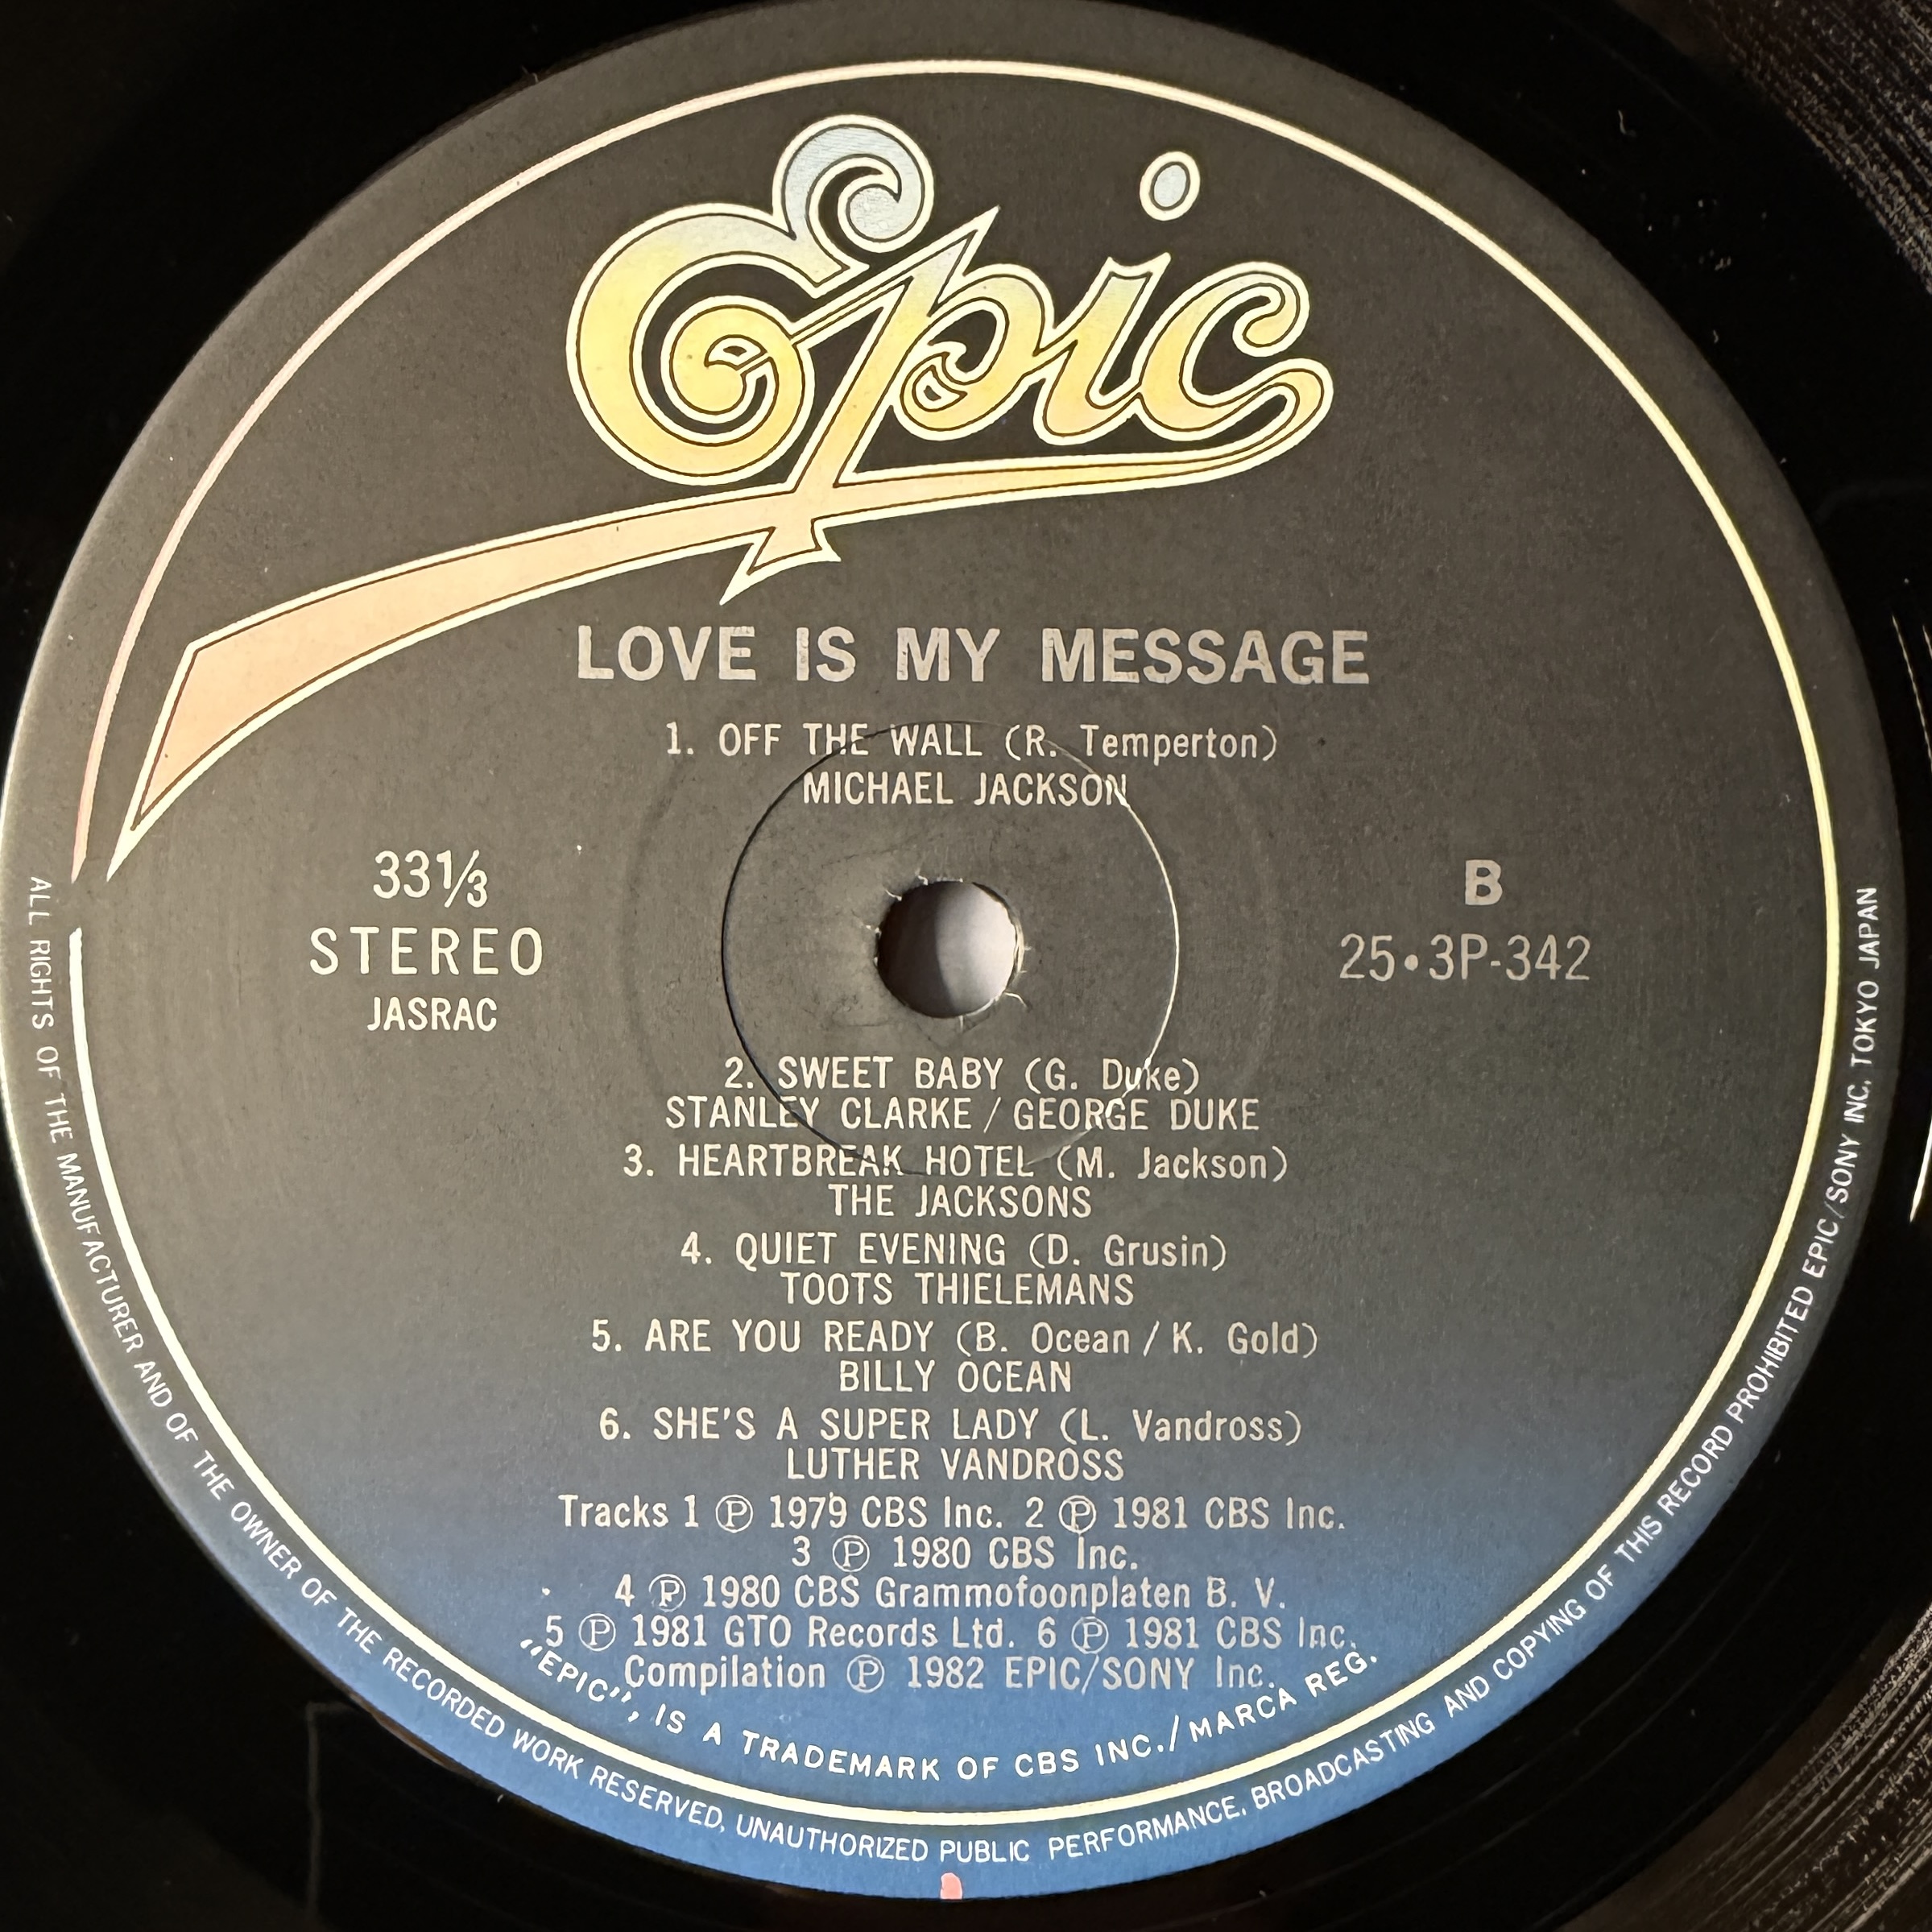 Epic
LOVE IS MY MESSAGE
1. OFF THE WALL (R. Temperton)
MICHAEL JACKSON
33⅓
STEREO
JASRAC
B
25•3P-342
2. SWEET BABY (G. Duke)
STANLEY CLARKE / GEORGE DUKE
3. HEARTBREAK HOTEL (M. Jackson)
THE JACKSONS
4. QUIET EVENING (D. Grusin)
TOOTS THIELEMANS
5. ARE YOU READY (B. Ocean / K. Gold)
BILLY OCEAN
6. SHE'S A SUPER LADY (L. Vandross)
LUTHER VANDROSS
Tracks 1 Ⓟ 1979 CBS Inc. 2 Ⓟ 1981 CBS Inc.
3 Ⓟ 1980 CBS Inc.
4 Ⓟ 1980 CBS Grammofoonplaten B. V.
5 Ⓟ 1981 GTO Records Ltd. 6 Ⓟ 1981 CBS Inc.
Compilation Ⓟ 1982 EPIC/SONY Inc.
"EPIC", IS A TRADEMARK OF CBS INC./MARCA REG.
ALL RIGHTS OF THE MANUFACTURER AND OF THE OWNER OF THE RECORDED WORK RESERVED, UNAUTHORIZED PUBLIC PERFORMANCE, BROADCASTING AND COPYING OF THIS RECORD PROHIBITED EPIC/SONY INC, TOKYO JAPAN